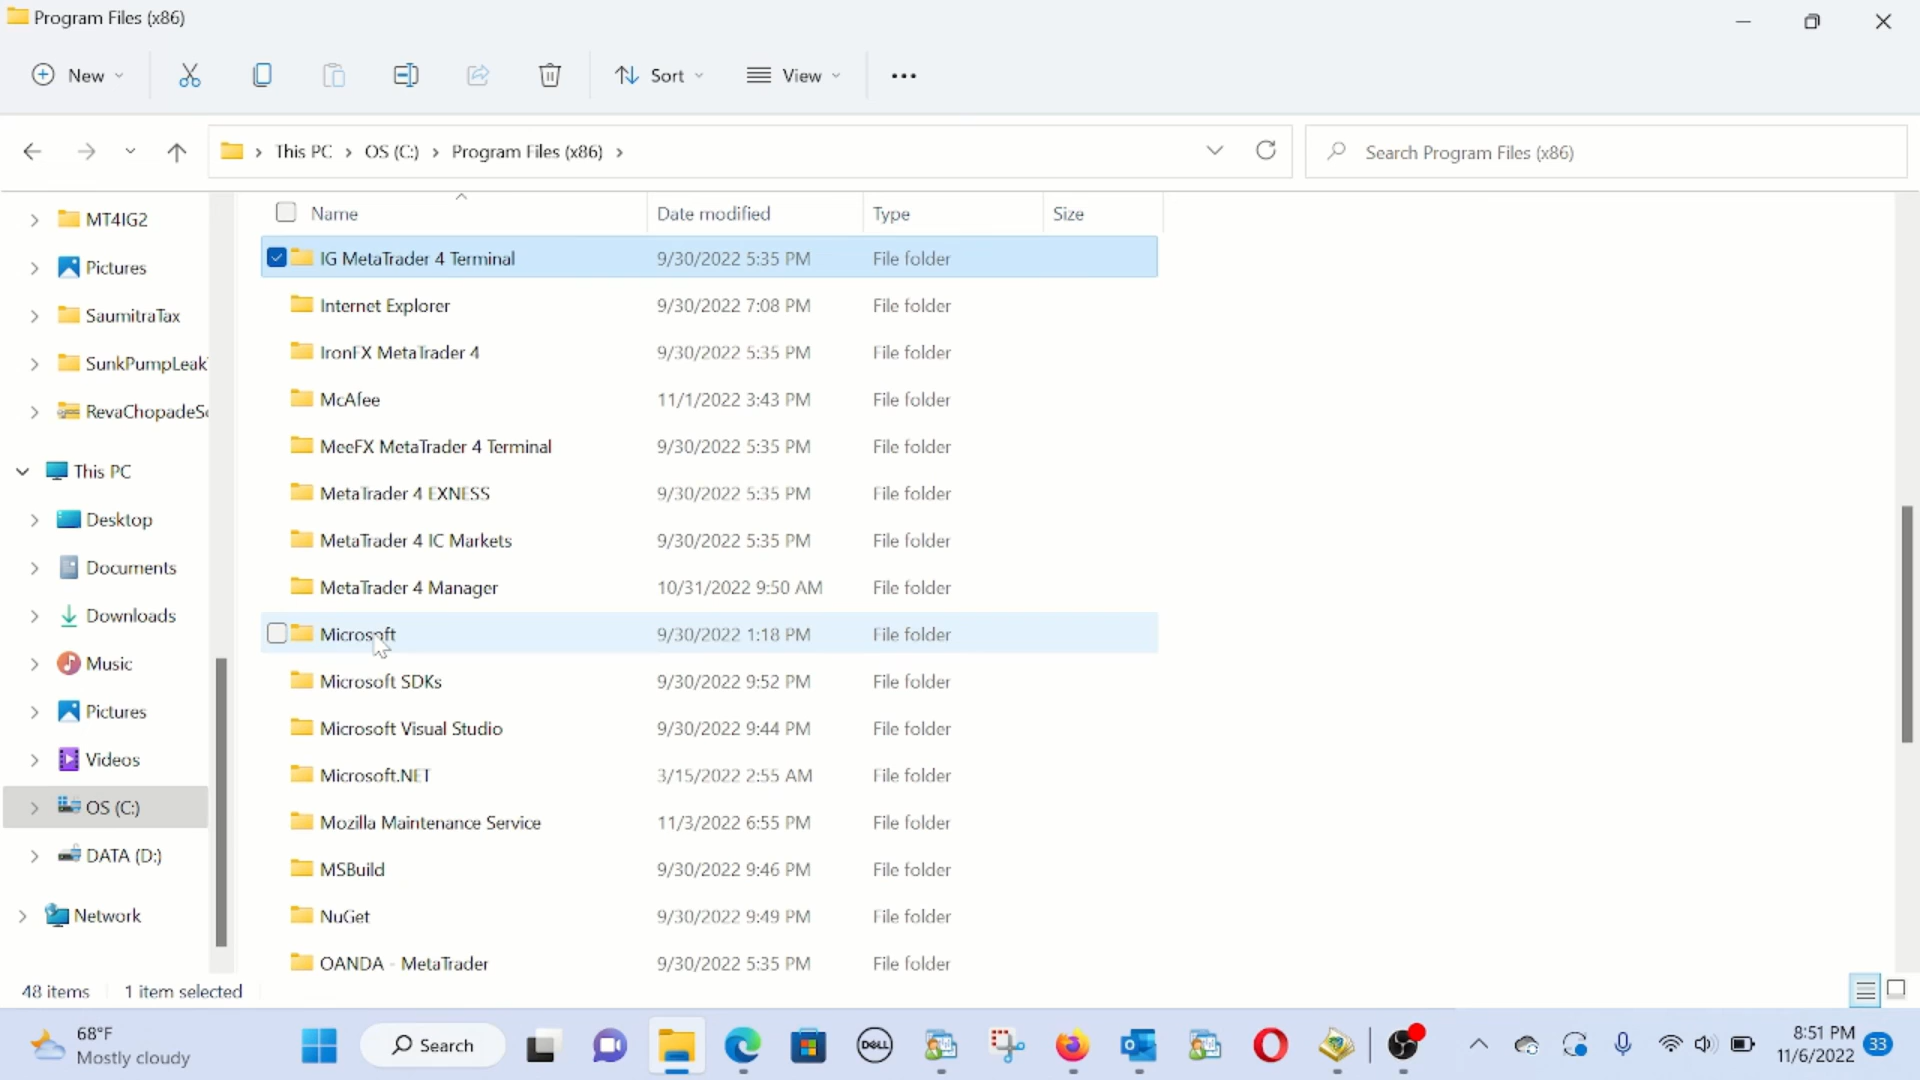 Program Files (x86)
New
Sort
View
This PC
OS (C:)
Program Files (x86)
Search Program Files (x86)
Name
Date modified
Type
Size
MT4IG2
Pictures
SaumitraTax
SunkPumpLeak
RevaChopadeS
This PC
Desktop
Documents
Downloads
Music
Pictures
Videos
OS (C:)
DATA (D:)
Network
IG MetaTrader 4 Terminal 9/30/2022 5:35 PM File folder
Internet Explorer 9/30/2022 7:08 PM File folder
IronFX MetaTrader 4 9/30/2022 5:35 PM File folder
McAfee 11/1/2022 3:43 PM File folder
MeeFX MetaTrader 4 Terminal 9/30/2022 5:35 PM File folder
MetaTrader 4 EXNESS 9/30/2022 5:35 PM File folder
MetaTrader 4 IC Markets 9/30/2022 5:35 PM File folder
MetaTrader 4 Manager 10/31/2022 9:50 AM File folder
Microsoft 9/30/2022 1:18 PM File folder
Microsoft SDKs 9/30/2022 9:52 PM File folder
Microsoft Visual Studio 9/30/2022 9:44 PM File folder
Microsoft.NET 3/15/2022 2:55 AM File folder
Mozilla Maintenance Service 11/3/2022 6:55 PM File folder
MSBuild 9/30/2022 9:46 PM File folder
NuGet 9/30/2022 9:49 PM File folder
OANDA - MetaTrader 9/30/2022 5:35 PM File folder
48 items
1 item selected
68°F
Mostly cloudy
Search
DELL
8:51 PM
11/6/2022
33